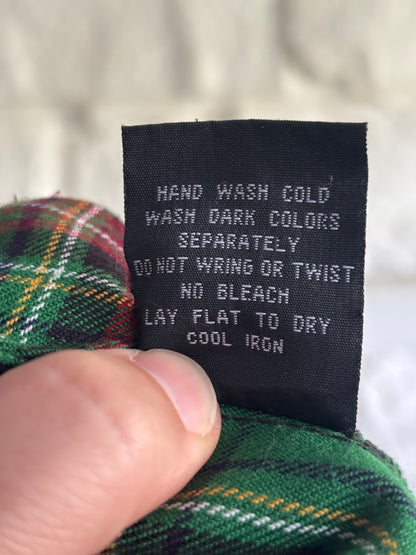 HAND WASH COLD
WASH DARK COLORS
SEPARATELY
DO NOT WRING OR TWIST
NO BLEACH
LAY FLAT TO DRY
COOL IRON